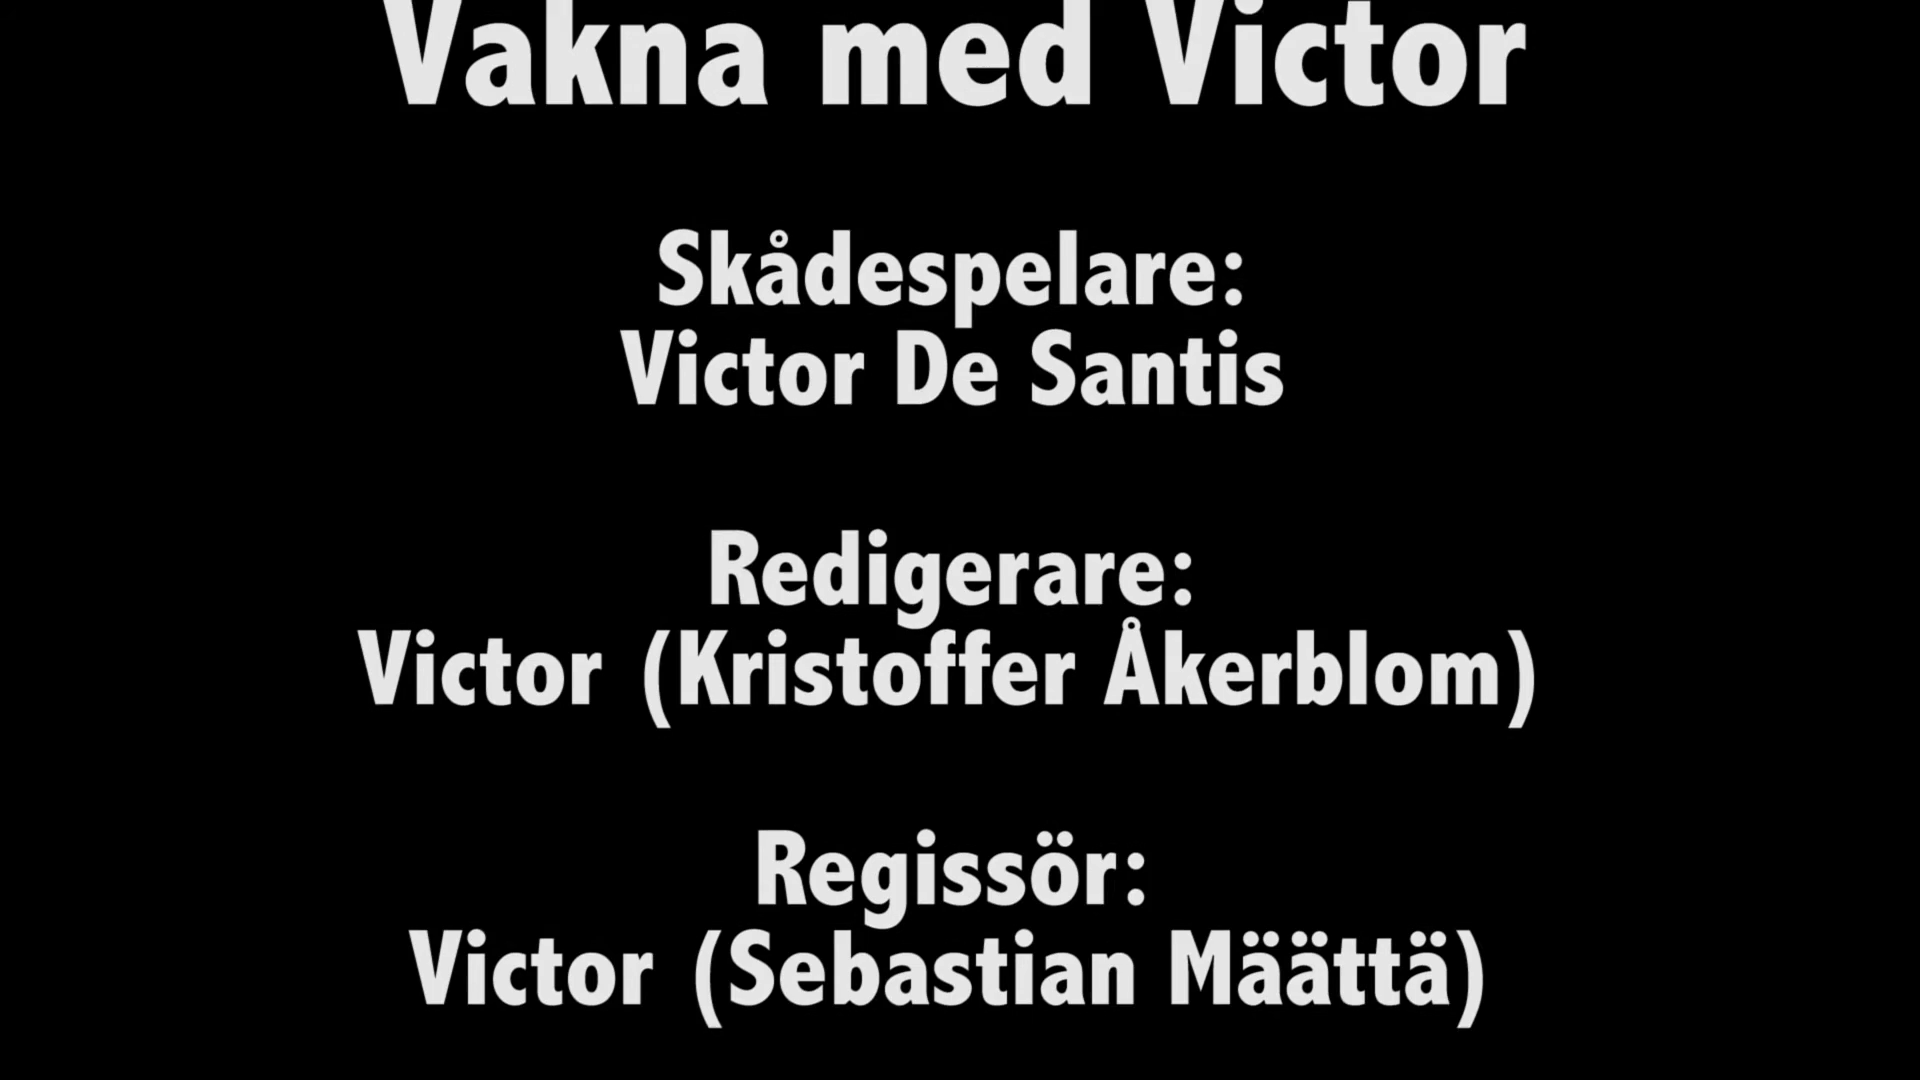 Vakna med Victor
Skådespelare:
Victor De Santis
Redigerare:
Victor (Kristoffer Åkerblom)
Regissör:
Victor (Sebastian Määttä)